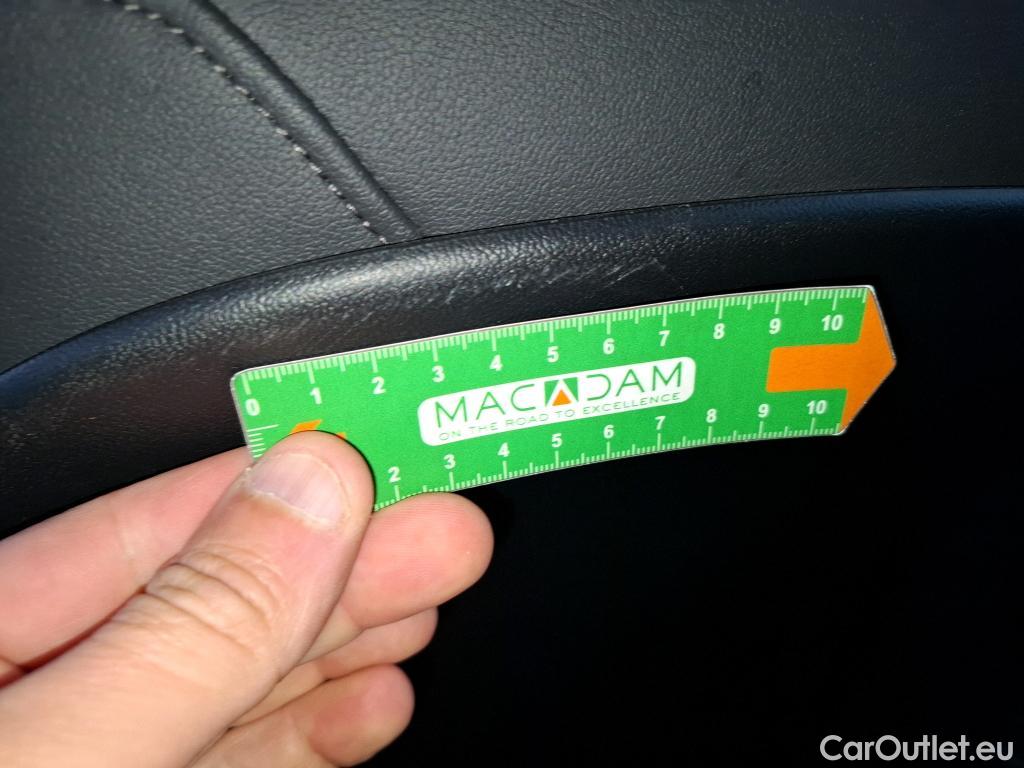 0 1 2 3 4 5 6 7 8 9 10
MACADAM
ON THE ROAD TO EXCELLENCE
2 3 4 5 6 7 8 9 10
CarOutlet.eu